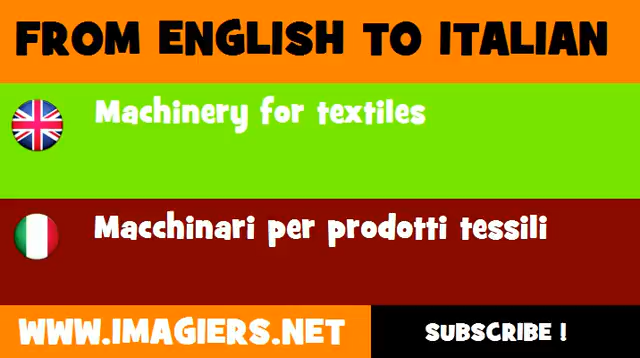 FROM ENGLISH TO ITALIAN
Machinery for textiles
Macchinari per prodotti tessili
WWW.IMAGIERS.NET
SUBSCRIBE !